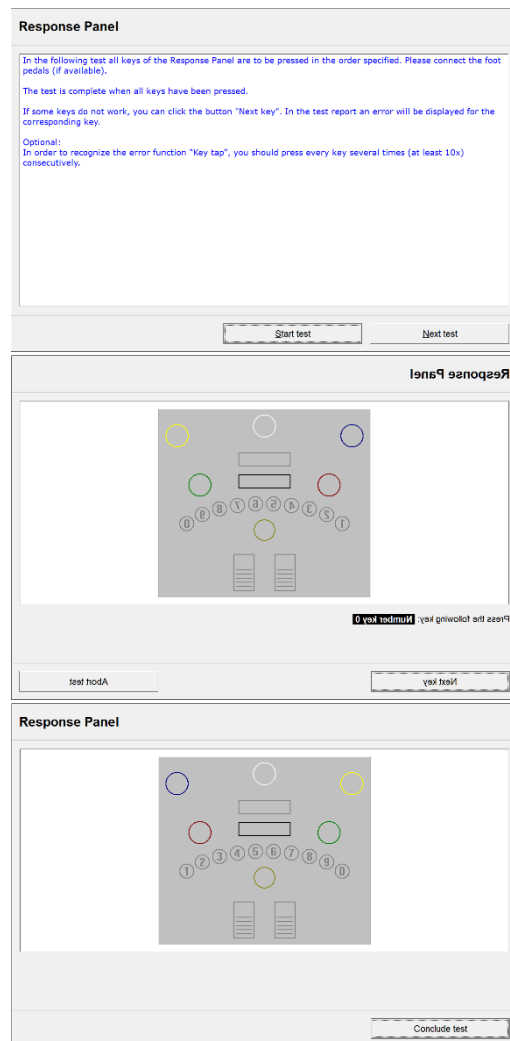 Response Panel
In the following test all keys of the Response Panel are to be pressed in the order specified. Please connect the foot
pedals (if available).
The test is complete when all keys have been pressed.
If some keys do not work, you can click the button "Next key". In the test report an error will be displayed for the
corresponding key.
Optional:
In order to recognize the error function "Key tap", you should press every key several times (at least 10x)
consecutively.
Start test Next test
Response Panel
0 9 8 7 6 5 4 3 2 1
Press the following key: Number key 0
Abort test Next key
Response Panel
1 2 3 4 5 6 7 8 9 0
Conclude test